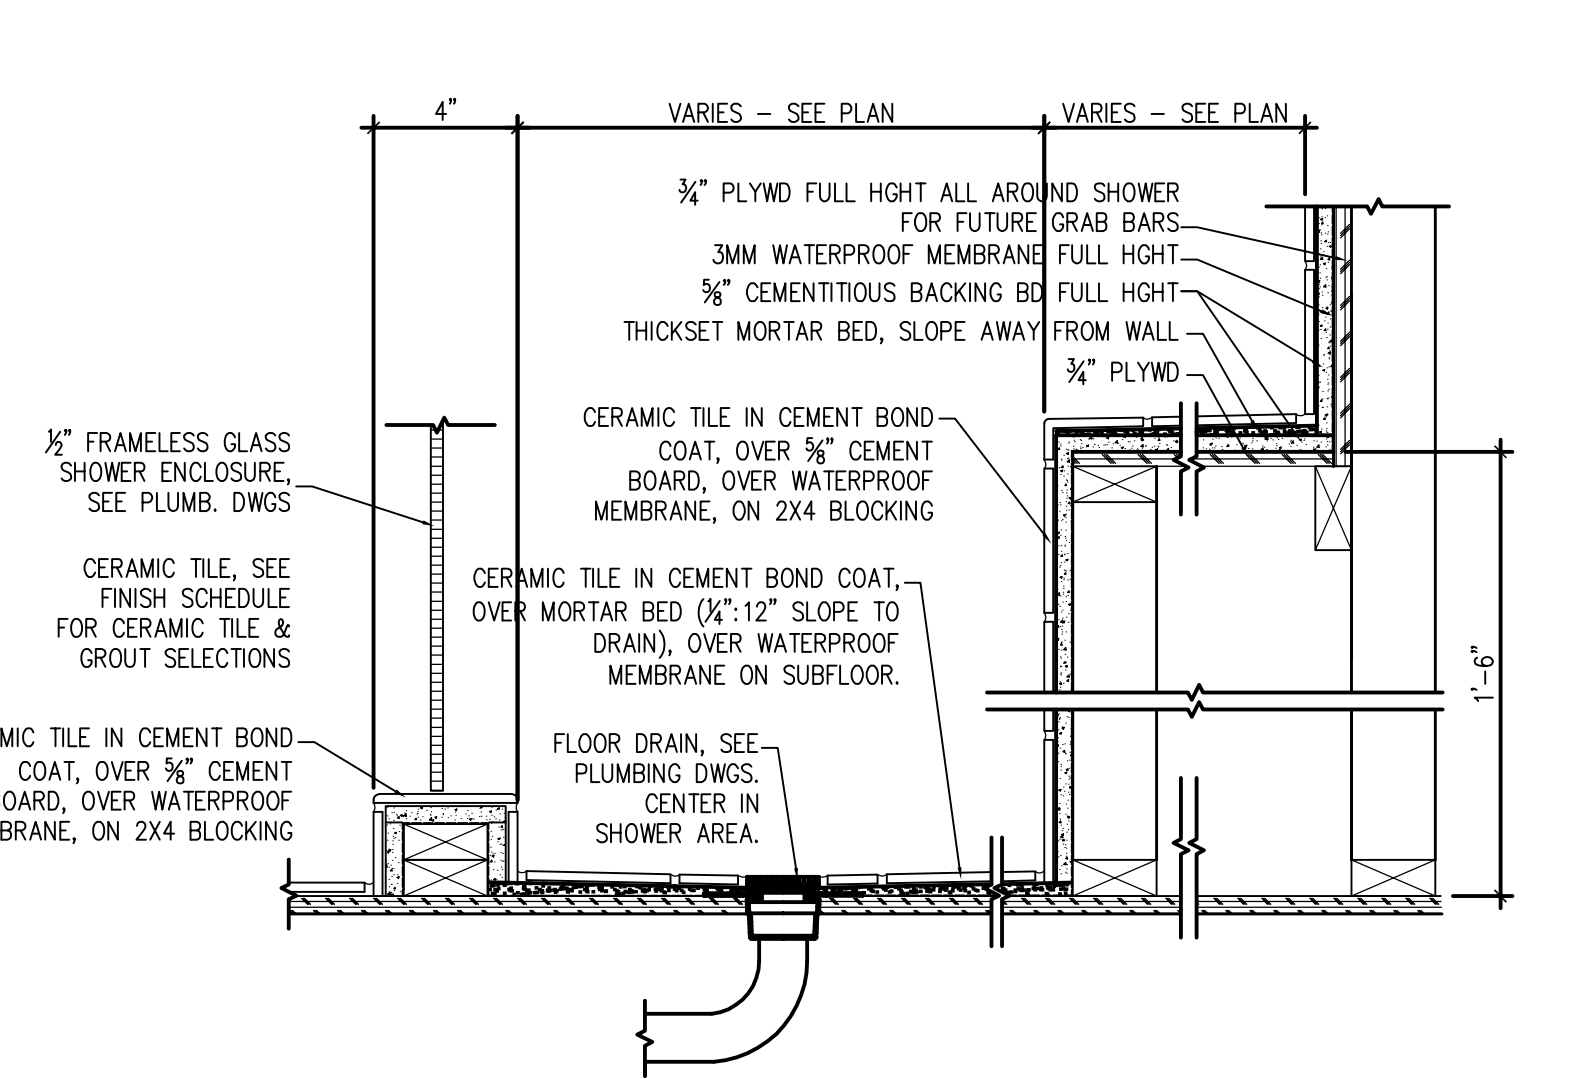 4"
VARIES - SEE PLAN
VARIES - SEE PLAN
¾" PLYWD FULL HGHT ALL AROUND SHOWER
FOR FUTURE GRAB BARS
3MM WATERPROOF MEMBRANE FULL HGHT
⅝" CEMENTITIOUS BACKING BD FULL HGHT
THICKSET MORTAR BED, SLOPE AWAY FROM WALL
¾" PLYWD
CERAMIC TILE IN CEMENT BOND
COAT, OVER ⅝" CEMENT
BOARD, OVER WATERPROOF
MEMBRANE, ON 2X4 BLOCKING
½" FRAMELESS GLASS
SHOWER ENCLOSURE,
SEE PLUMB. DWGS
CERAMIC TILE, SEE
FINISH SCHEDULE
FOR CERAMIC TILE &
GROUT SELECTIONS
CERAMIC TILE IN CEMENT BOND COAT,
OVER MORTAR BED (¼":12" SLOPE TO
DRAIN), OVER WATERPROOF
MEMBRANE ON SUBFLOOR.
1'-6"
MIC TILE IN CEMENT BOND
COAT, OVER ⅝" CEMENT
OARD, OVER WATERPROOF
BRANE, ON 2X4 BLOCKING
FLOOR DRAIN, SEE
PLUMBING DWGS.
CENTER IN
SHOWER AREA.